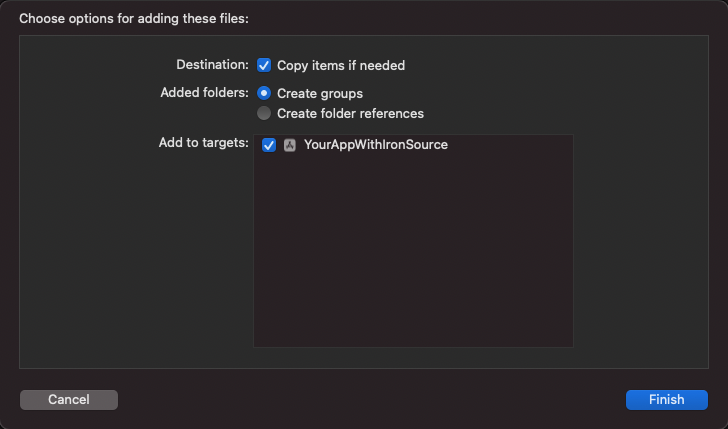 Choose options for adding these files:
Destination: Copy items if needed
Added folders: Create groups
Create folder references
Add to targets: YourAppWithIronSource
Cancel Finish